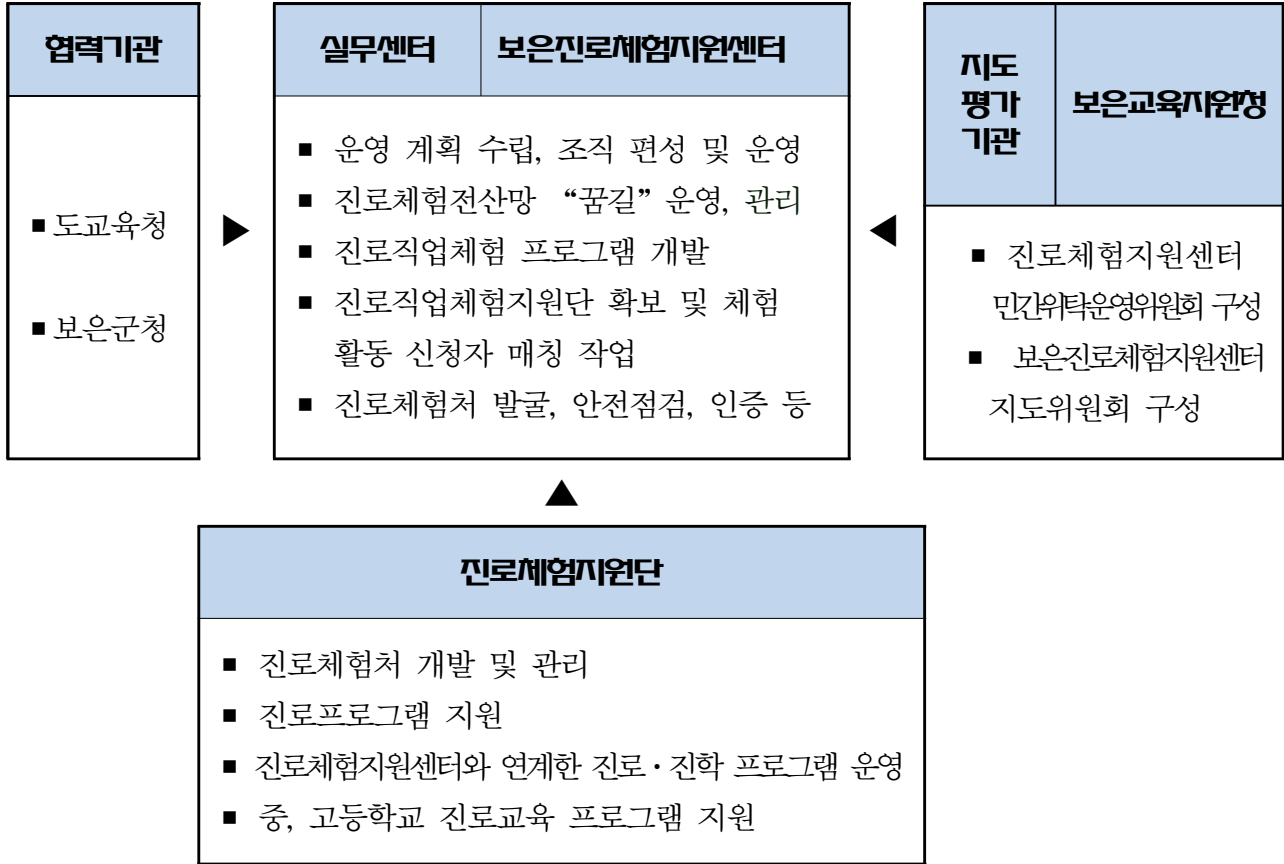 협력기관
■ 도교육청
■ 보은군청
▶
실무센터 보은진로체험지원센터
■ 운영 계획 수립, 조직 편성 및 운영
■ 진로체험전산망 “꿈길” 운영, 관리
■ 진로직업체험 프로그램 개발
■ 진로직업체험지원단 확보 및 체험
활동 신청자 매칭 작업
■ 진로체험처 발굴, 안전점검, 인증 등
◀
지도
평가
기관
보은교육지원청
■ 진로체험지원센터
민간위탁운영위원회 구성
■ 보은진로체험지원센터
지도위원회 구성
▲
진로체험지원단
■ 진로체험처 개발 및 관리
■ 진로프로그램 지원
■ 진로체험지원센터와 연계한 진로・진학 프로그램 운영
■ 중, 고등학교 진로교육 프로그램 지원